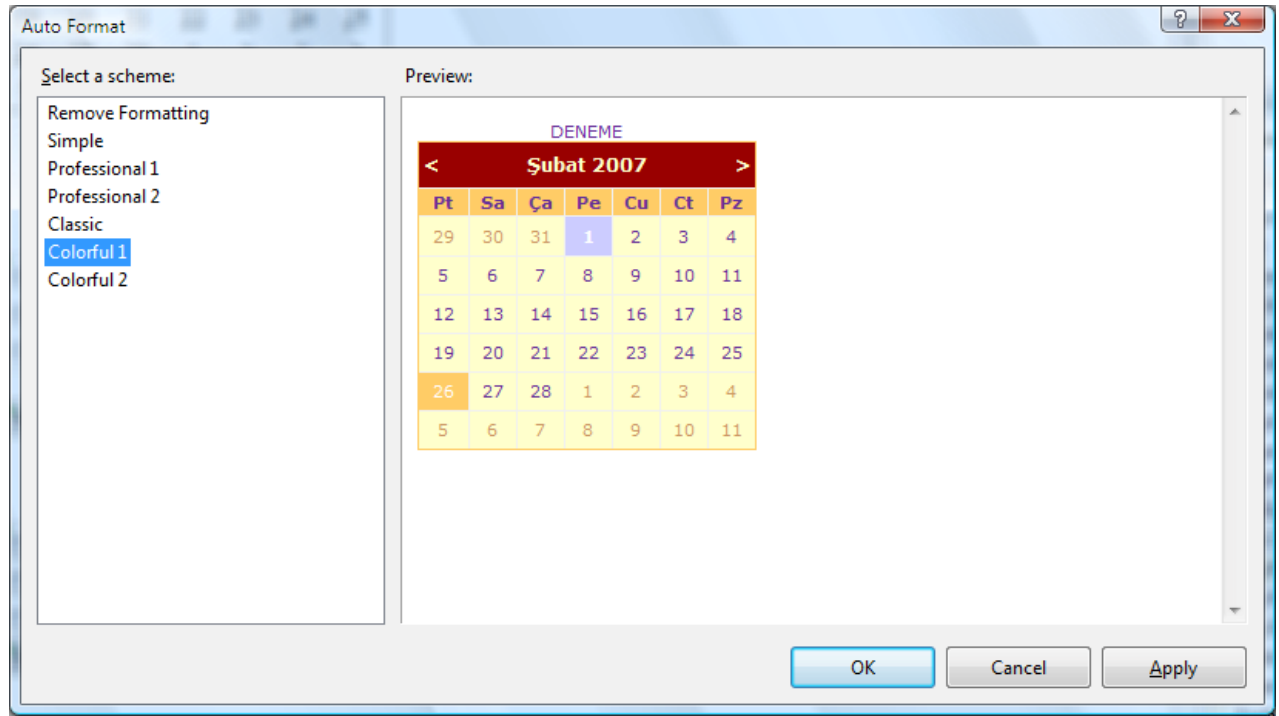 Auto Format
Select a scheme:
Remove Formatting
Simple
Professional 1
Professional 2
Classic
Colorful 1
Colorful 2
Preview:
DENEME
< Şubat 2007 >
Pt Sa Ça Pe Cu Ct Pz
29 30 31 1 2 3 4
5 6 7 8 9 10 11
12 13 14 15 16 17 18
19 20 21 22 23 24 25
26 27 28 1 2 3 4
5 6 7 8 9 10 11
OK Cancel Apply